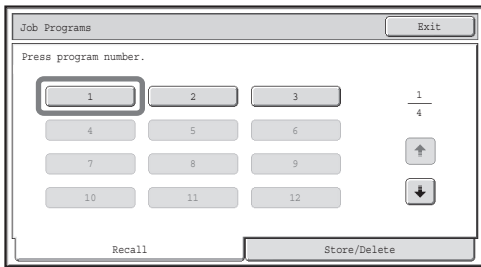 Job Programs Exit
Press program number.
1 2 3 1
4
4 5 6
7 8 9
10 11 12
Recall Store/Delete